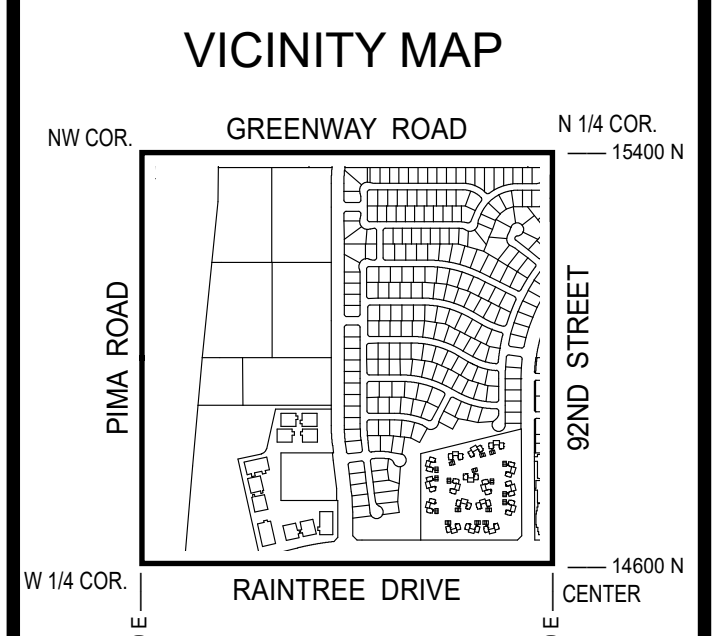 VICINITY MAP
GREENWAY ROAD
NW COR.
N 1/4 COR.
15400 N
PIMA ROAD
92ND STREET
14600 N
W 1/4 COR.
RAINTREE DRIVE
CENTER
E
E